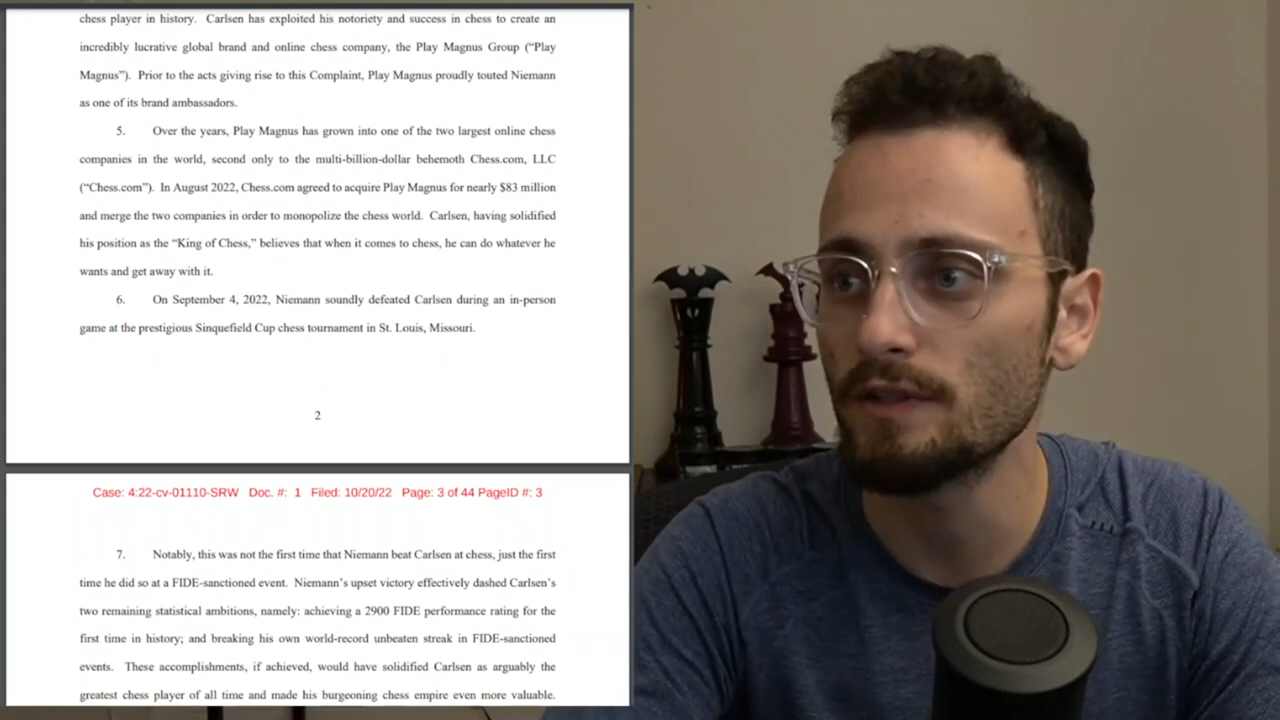 chess player in history. Carlsen has exploited his notoriety and success in chess to create an
incredibly lucrative global brand and online chess company, the Play Magnus Group (“Play
Magnus”). Prior to the acts giving rise to this Complaint, Play Magnus proudly touted Niemann
as one of its brand ambassadors.
5. Over the years, Play Magnus has grown into one of the two largest online chess
companies in the world, second only to the multi-billion-dollar behemoth Chess.com, LLC
(“Chess.com”). In August 2022, Chess.com agreed to acquire Play Magnus for nearly $83 million
and merge the two companies in order to monopolize the chess world. Carlsen, having solidified
his position as the “King of Chess,” believes that when it comes to chess, he can do whatever he
wants and get away with it.
6. On September 4, 2022, Niemann soundly defeated Carlsen during an in-person
game at the prestigious Sinquefield Cup chess tournament in St. Louis, Missouri.
2
Case: 4:22-cv-01110-SRW Doc. #: 1 Filed: 10/20/22 Page: 3 of 44 PageID #: 3
7. Notably, this was not the first time that Niemann beat Carlsen at chess, just the first
time he did so at a FIDE-sanctioned event. Niemann’s upset victory effectively dashed Carlsen’s
two remaining statistical ambitions, namely: achieving a 2900 FIDE performance rating for the
first time in history; and breaking his own world-record unbeaten streak in FIDE-sanctioned
events. These accomplishments, if achieved, would have solidified Carlsen as arguably the
greatest chess player of all time and made his burgeoning chess empire even more valuable.